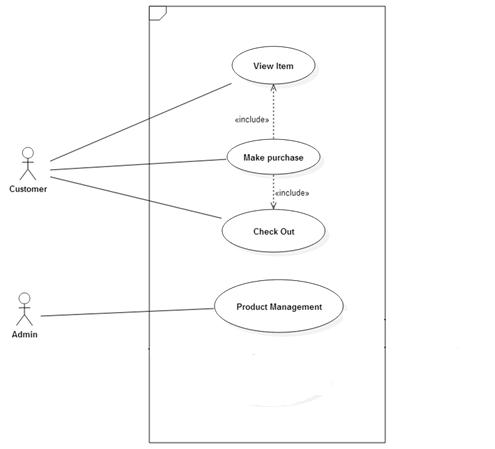 View Item
«include»
Make purchase
«include»
Customer
Check Out
Product Management
Admin